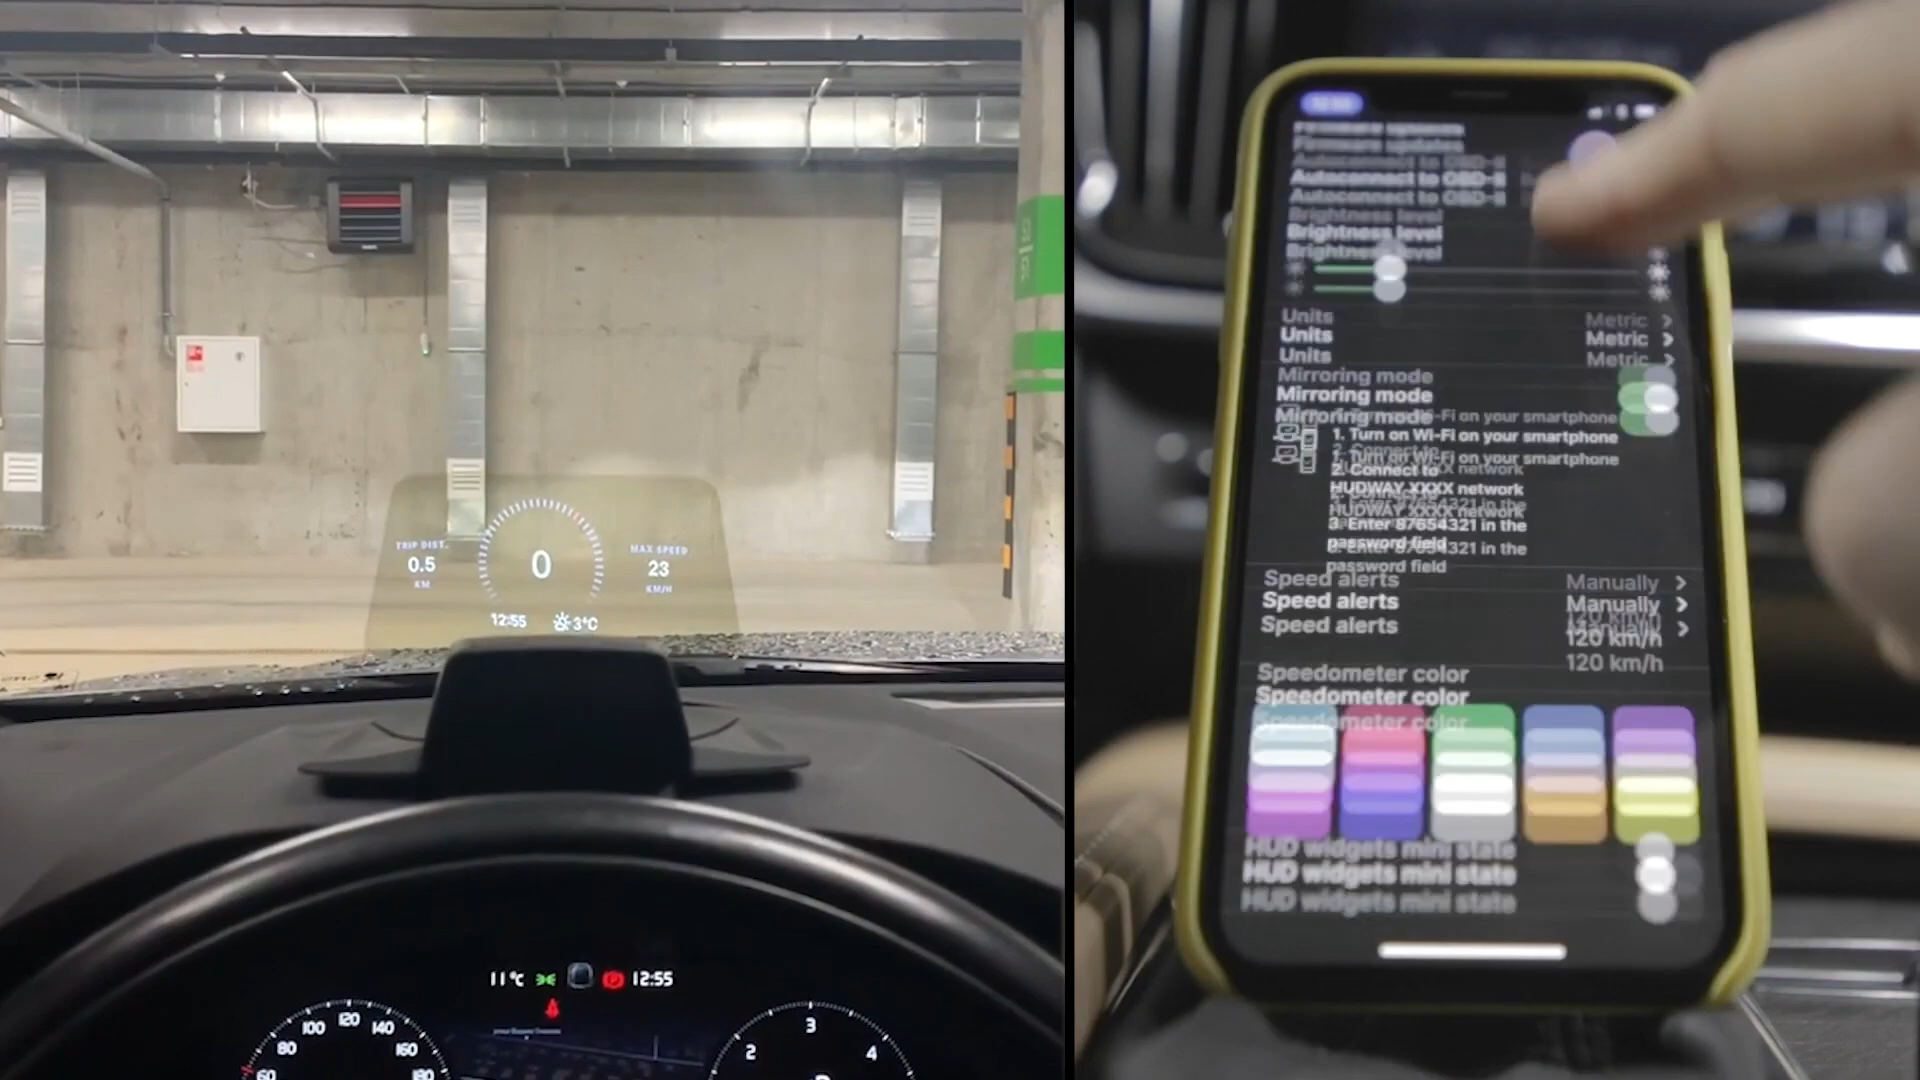 TRIP DIST.
0.5
KM
0
MAX SPEED
23
KM/H
12:55
3°C
11°C
12:55
60
80
100
120
140
160
180
2
3
4
Firmware updates
Autoconnect to OBD-II
Brightness level
Units Metric >
Mirroring mode
1. Turn on Wi-Fi on your smartphone
2. Connect to
HUDWAY XXXX network
3. Enter 87654321 in the
password field
Speed alerts Manually >
120 km/h
Speedometer color
HUD widgets mini state